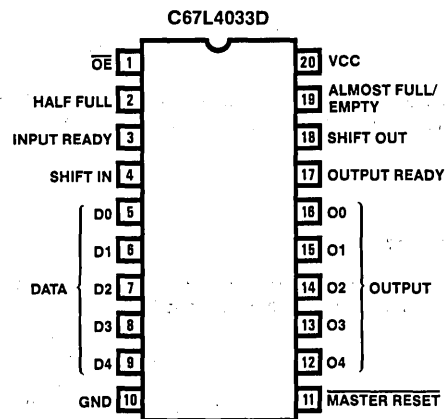 C67L4033D
OE 1
HALF FULL 2
INPUT READY 3
SHIFT IN 4
D0 5
D1 6
DATA D2 7
D3 8
D4 9
GND 10
20 VCC
19 ALMOST FULL/
EMPTY
18 SHIFT OUT
17 OUTPUT READY
16 O0
15 O1
14 O2 OUTPUT
13 O3
12 O4
11 MASTER RESET